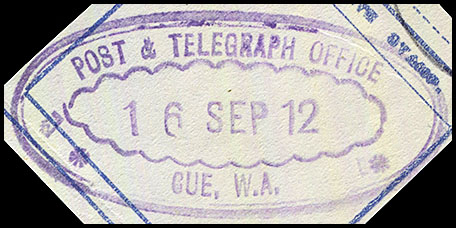 POST & TELEGRAPH OFFICE
16 SEP 12
CUE, W.A.